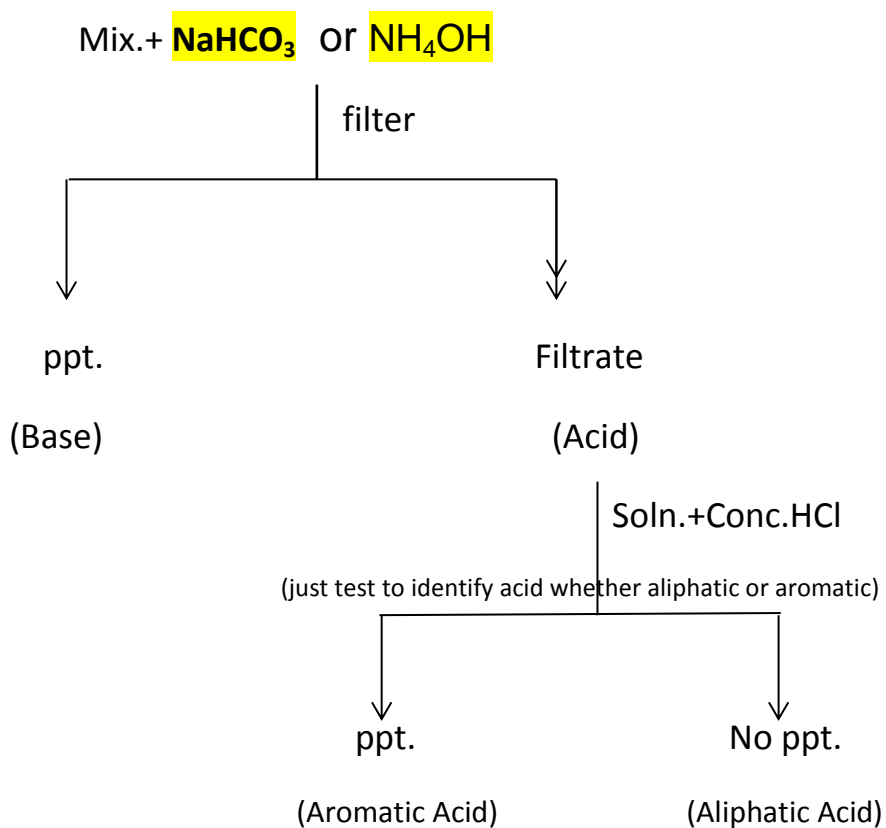 Mix.+ NaHCO₃ or NH₄OH
filter
ppt. Filtrate
(Base) (Acid)
Soln.+Conc.HCl
(just test to identify acid whether aliphatic or aromatic)
ppt. No ppt.
(Aromatic Acid) (Aliphatic Acid)